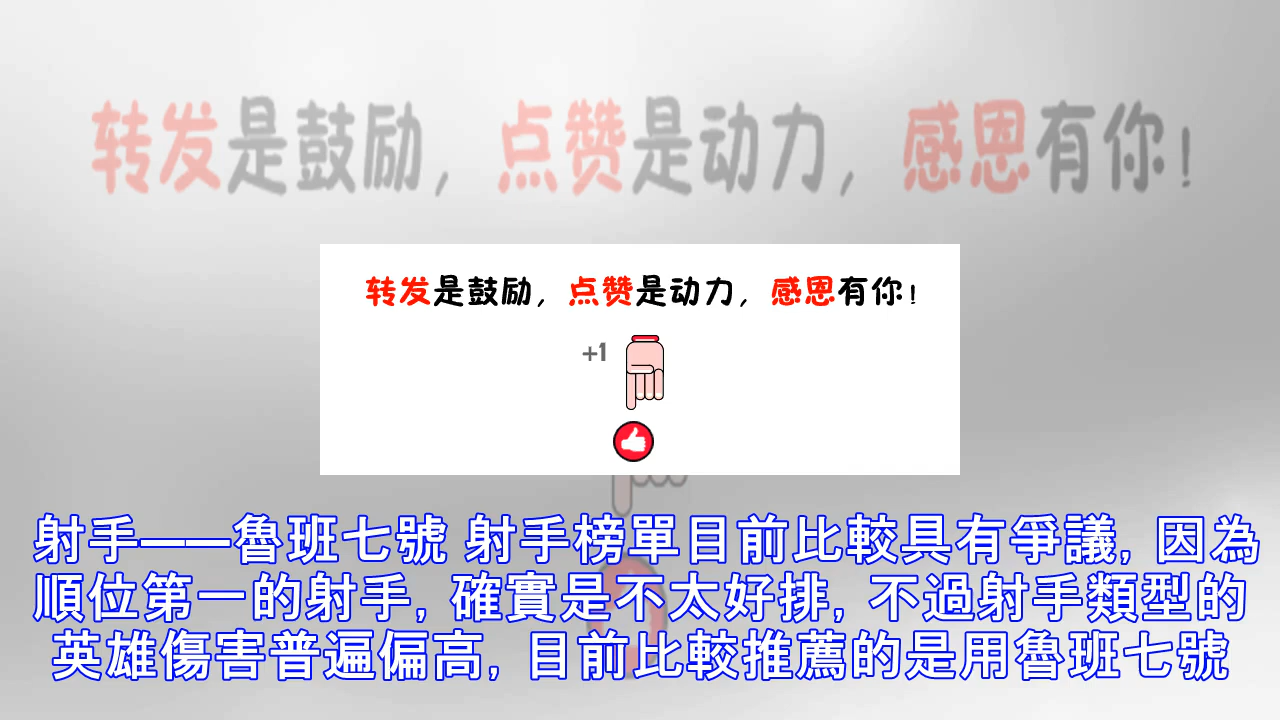 转发是鼓励，点赞是动力，感恩有你！
转发是鼓励，点赞是动力，感恩有你！
+1
射手——魯班七號 射手榜單目前比較具有爭議, 因為
順位第一的射手, 確實是不太好排, 不過射手類型的
英雄傷害普遍偏高, 目前比較推薦的是用魯班七號